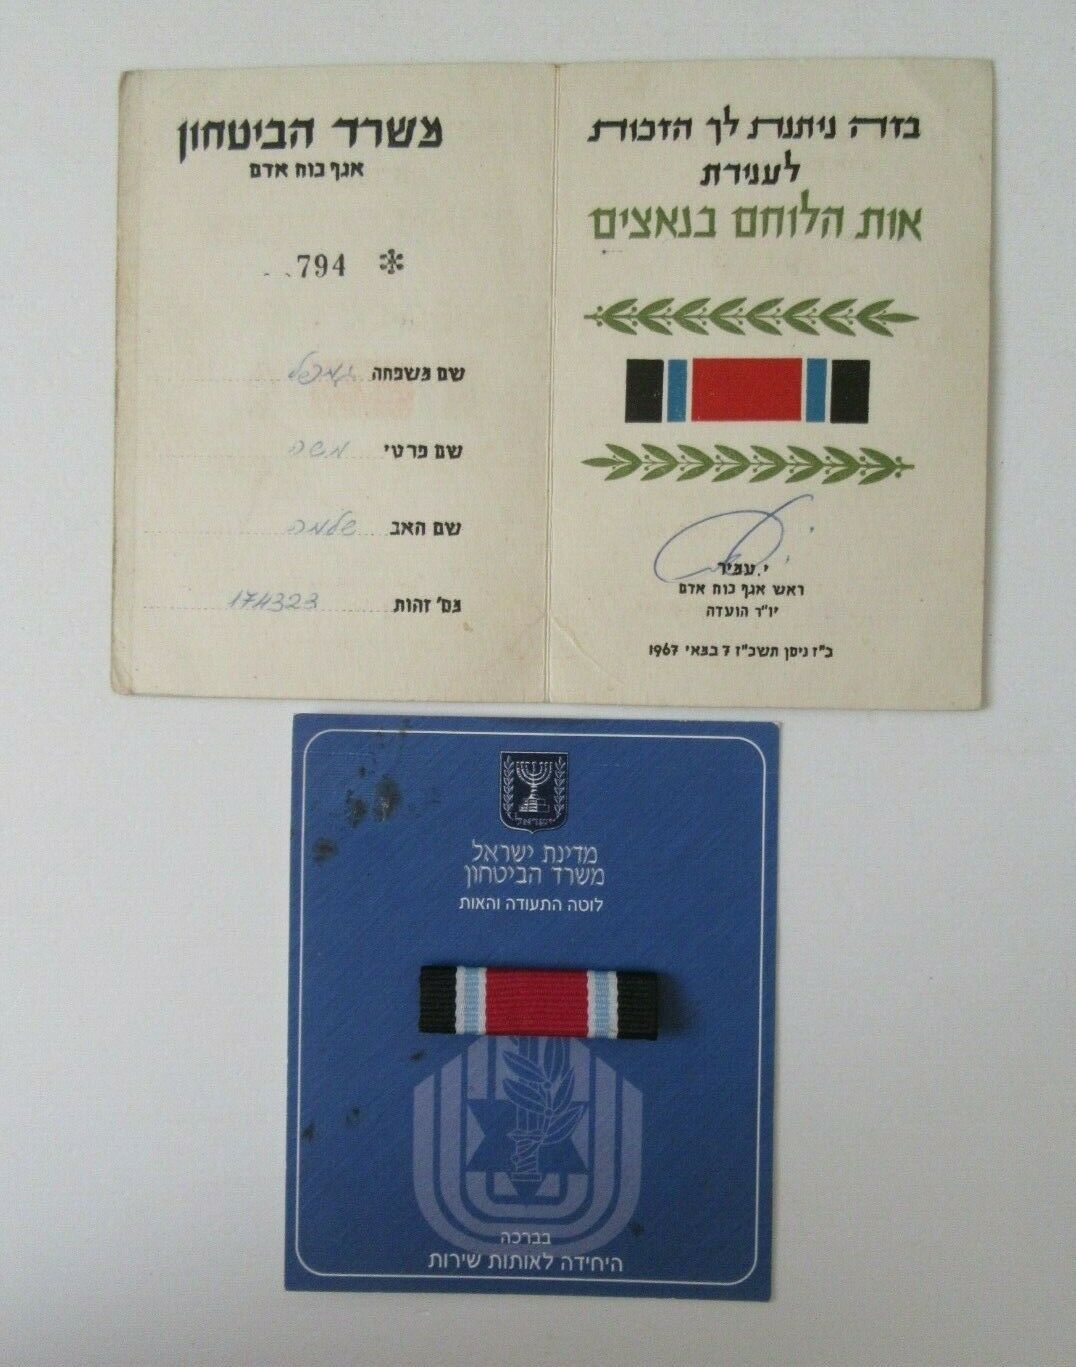 בזה ניתנת לך הזכות
לענידת
אות הלוחם בנאצים
י. עמיר
ראש אגף כוח אדם
יו"ר הועדה
כ"ז ניסן תשכ"ז 7 במאי 1967
משרד הביטחון
אגף כוח אדם
794 *
שם משפחה
שם פרטי משה
שם האב שלמה
מס' זהות 174323
ישראל
מדינת ישראל
משרד הביטחון
לוטה התעודה והאות
בברכה
היחידה לאותות שירות